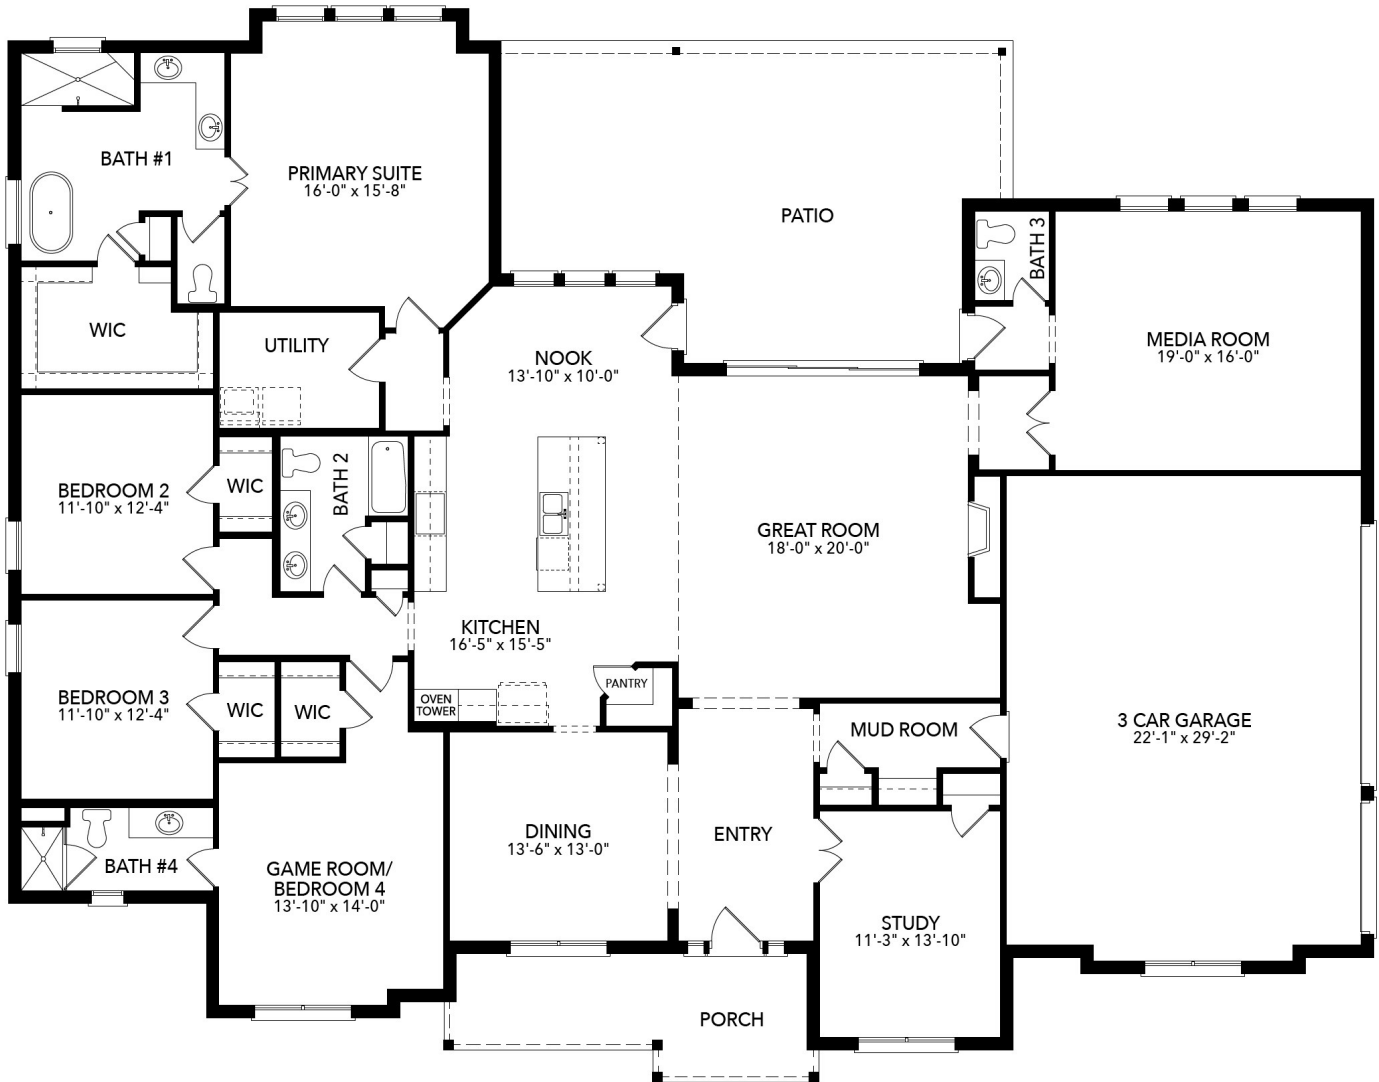 BATH #1
PRIMARY SUITE
16'-0" x 15'-8"
PATIO
BATH 3
WIC
UTILITY
NOOK
13'-10" x 10'-0"
MEDIA ROOM
19'-0" x 16'-0"
BEDROOM 2
11'-10" x 12'-4"
WIC
BATH 2
GREAT ROOM
18'-0" x 20'-0"
KITCHEN
16'-5" x 15'-5"
BEDROOM 3
11'-10" x 12'-4"
WIC
WIC
OVEN
TOWER
PANTRY
MUD ROOM
3 CAR GARAGE
22'-1" x 29'-2"
BATH #4
GAME ROOM/
BEDROOM 4
13'-10" x 14'-0"
DINING
13'-6" x 13'-0"
ENTRY
STUDY
11'-3" x 13'-10"
PORCH